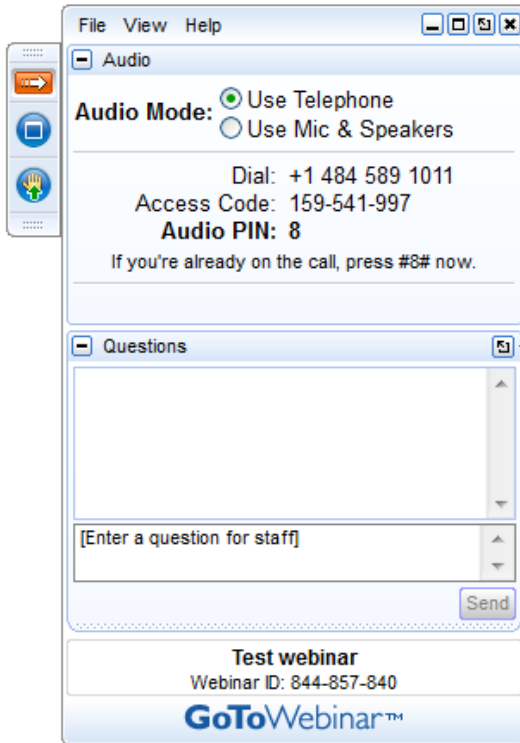 File View Help
Audio
Audio Mode: Use Telephone
Use Mic & Speakers
Dial: +1 484 589 1011
Access Code: 159-541-997
Audio PIN: 8
If you're already on the call, press #8# now.
Questions
[Enter a question for staff]
Send
Test webinar
Webinar ID: 844-857-840
GoToWebinar™